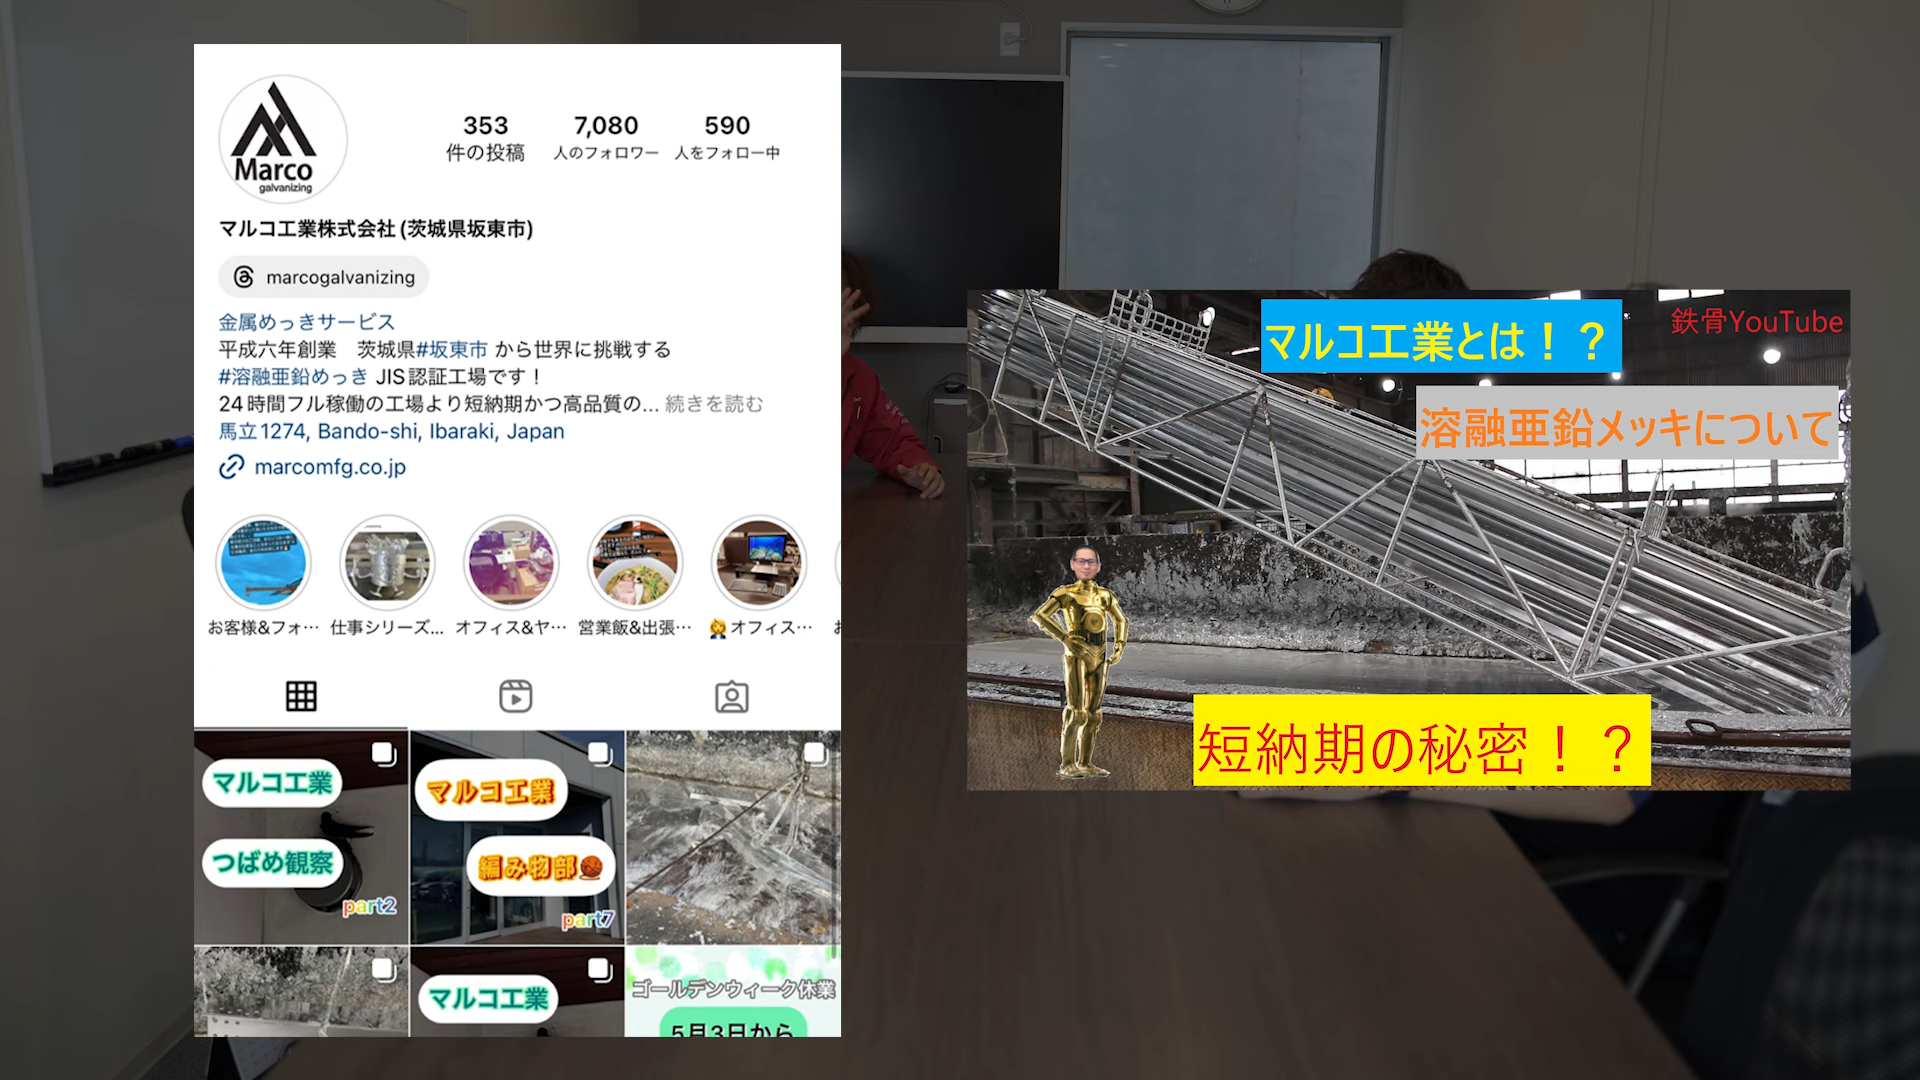 Marco
galvanizing
353
件の投稿
7,080
人のフォロワー
590
人をフォロー中
マルコ工業株式会社 (茨城県坂東市)
marcogalvanizing
金属めっきサービス
平成六年創業　茨城県#坂東市 から世界に挑戦する
#溶融亜鉛めっき JIS認証工場です！
24時間フル稼働の工場より短納期かつ高品質の... 続きを読む
馬立1274, Bando-shi, Ibaraki, Japan
marcomfg.co.jp
お客様&フォ…
仕事シリーズ...
オフィス&ヤ…
営業飯&出張…
オフィス…
マルコ工業
つばめ観察
part2
マルコ工業
編み物部
part7
マルコ工業
ゴールデンウィーク休業
5月3日から
マルコ工業とは！？
鉄骨YouTube
溶融亜鉛メッキについて
短納期の秘密！？